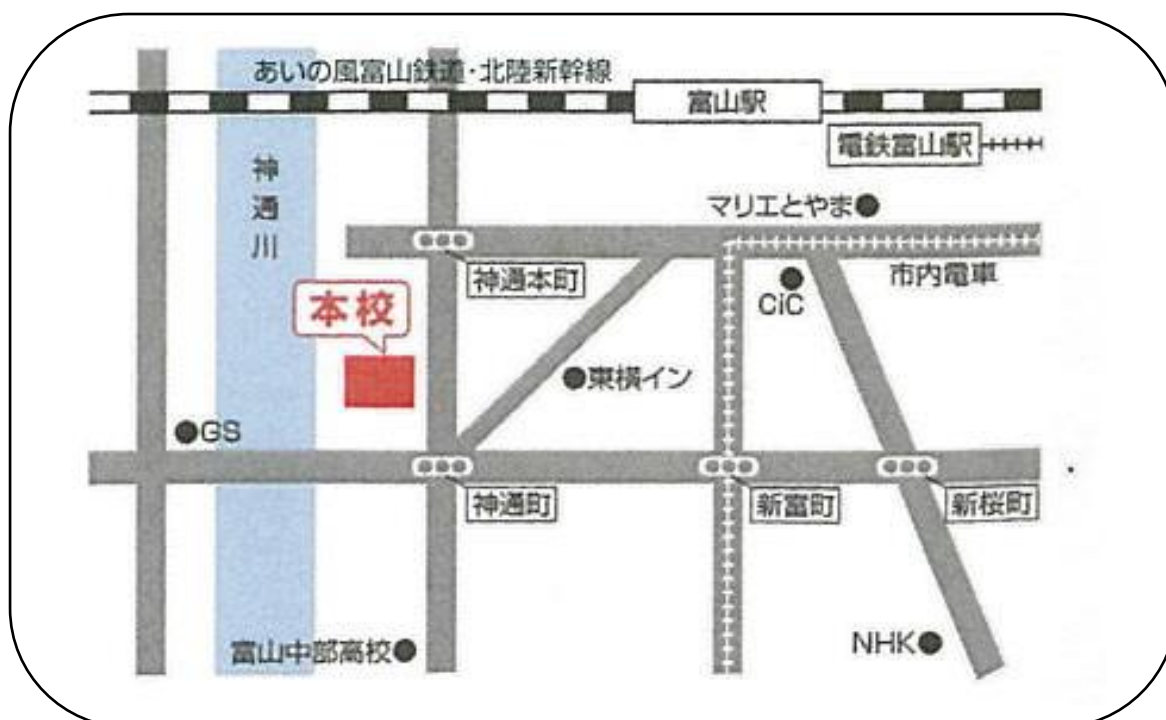 あいの風富山鉄道・北陸新幹線
富山駅
電鉄富山駅
神通川
マリエとやま
市内電車
CiC
神通本町
本校
東横イン
GS
神通町
新富町
新桜町
富山中部高校
NHK